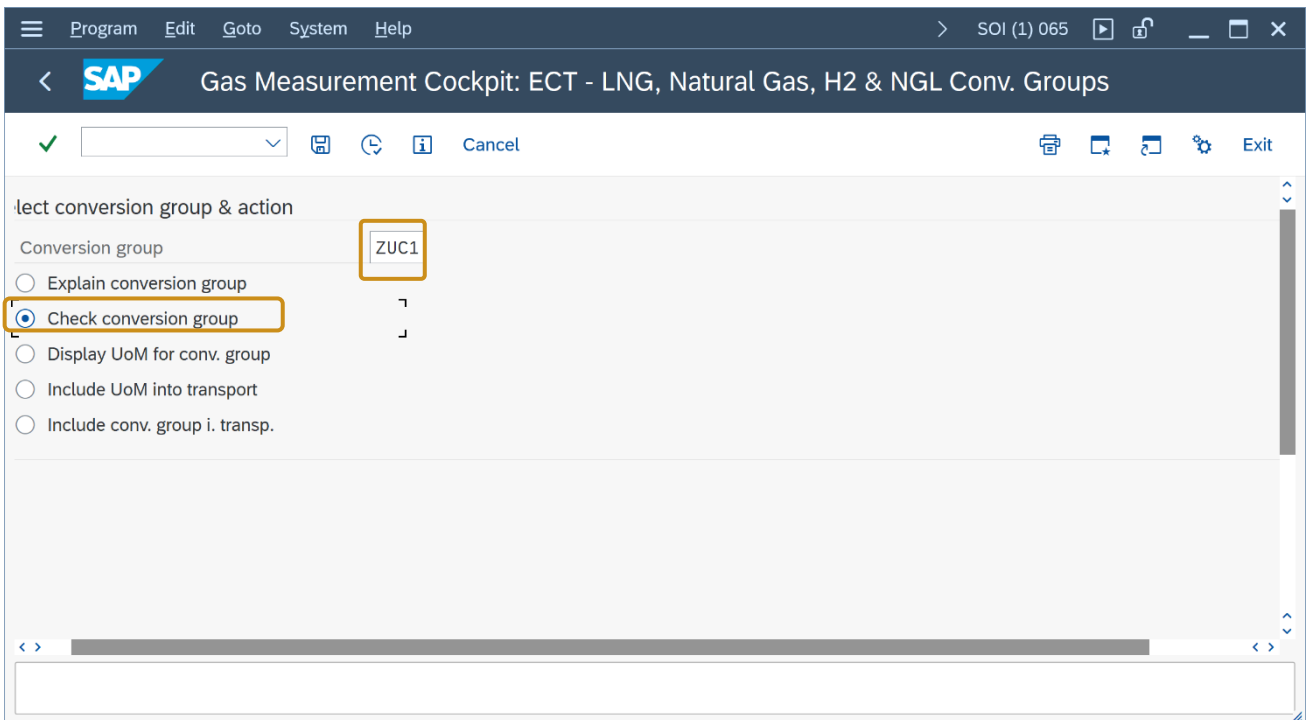 Program Edit Goto System Help SOI (1) 065
SAP Gas Measurement Cockpit: ECT - LNG, Natural Gas, H2 & NGL Conv. Groups
Cancel Exit
lect conversion group & action
Conversion group ZUC1
Explain conversion group
Check conversion group
Display UoM for conv. group
Include UoM into transport
Include conv. group i. transp.